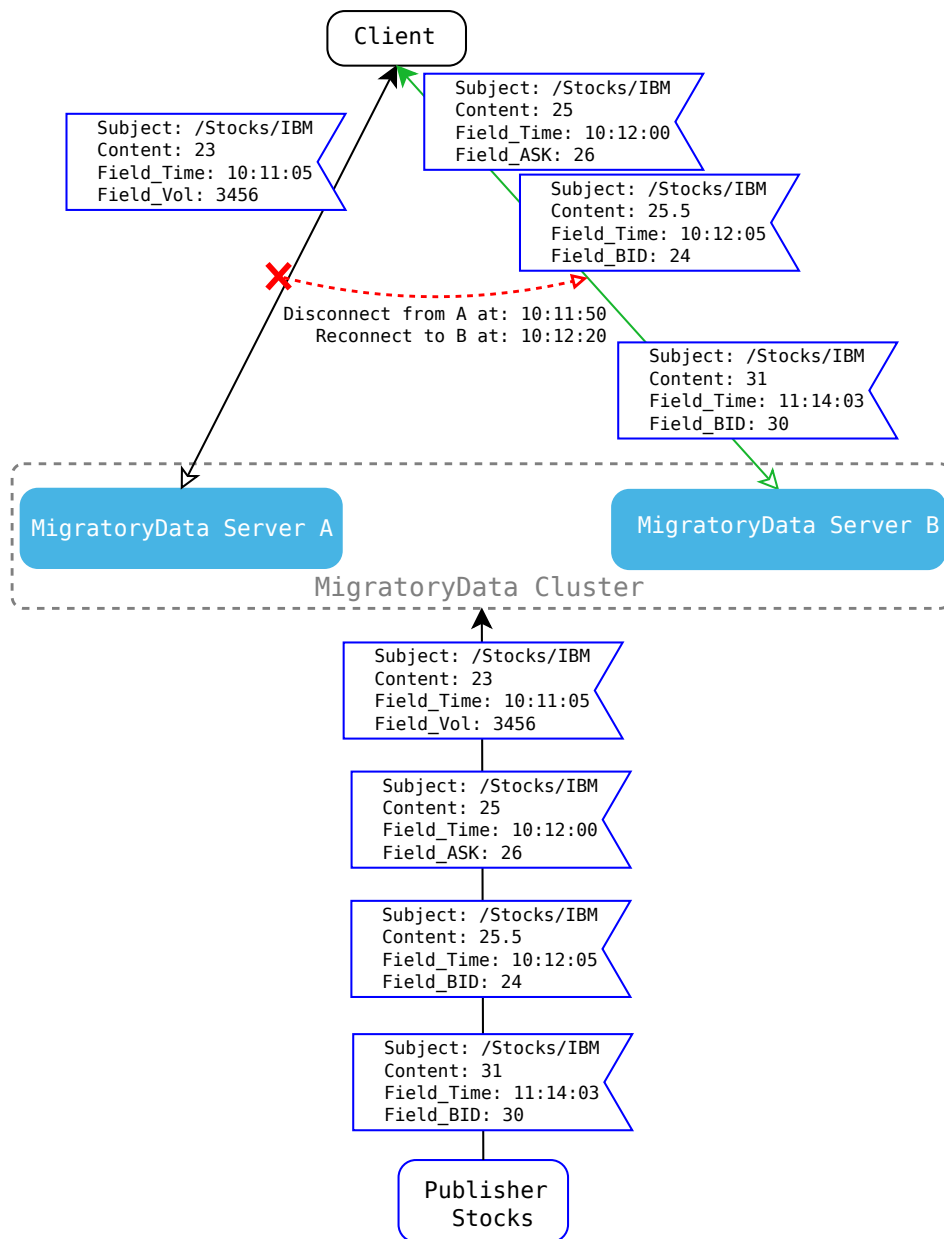 Client
Subject: /Stocks/IBM
Content: 23
Field_Time: 10:11:05
Field_Vol: 3456
Subject: /Stocks/IBM
Content: 25
Field_Time: 10:12:00
Field_ASK: 26
Subject: /Stocks/IBM
Content: 25.5
Field_Time: 10:12:05
Field_BID: 24
Disconnect from A at: 10:11:50
Reconnect to B at: 10:12:20
Subject: /Stocks/IBM
Content: 31
Field_Time: 11:14:03
Field_BID: 30
MigratoryData Server A
MigratoryData Server B
MigratoryData Cluster
Subject: /Stocks/IBM
Content: 23
Field_Time: 10:11:05
Field_Vol: 3456
Subject: /Stocks/IBM
Content: 25
Field_Time: 10:12:00
Field_ASK: 26
Subject: /Stocks/IBM
Content: 25.5
Field_Time: 10:12:05
Field_BID: 24
Subject: /Stocks/IBM
Content: 31
Field_Time: 11:14:03
Field_BID: 30
Publisher
Stocks